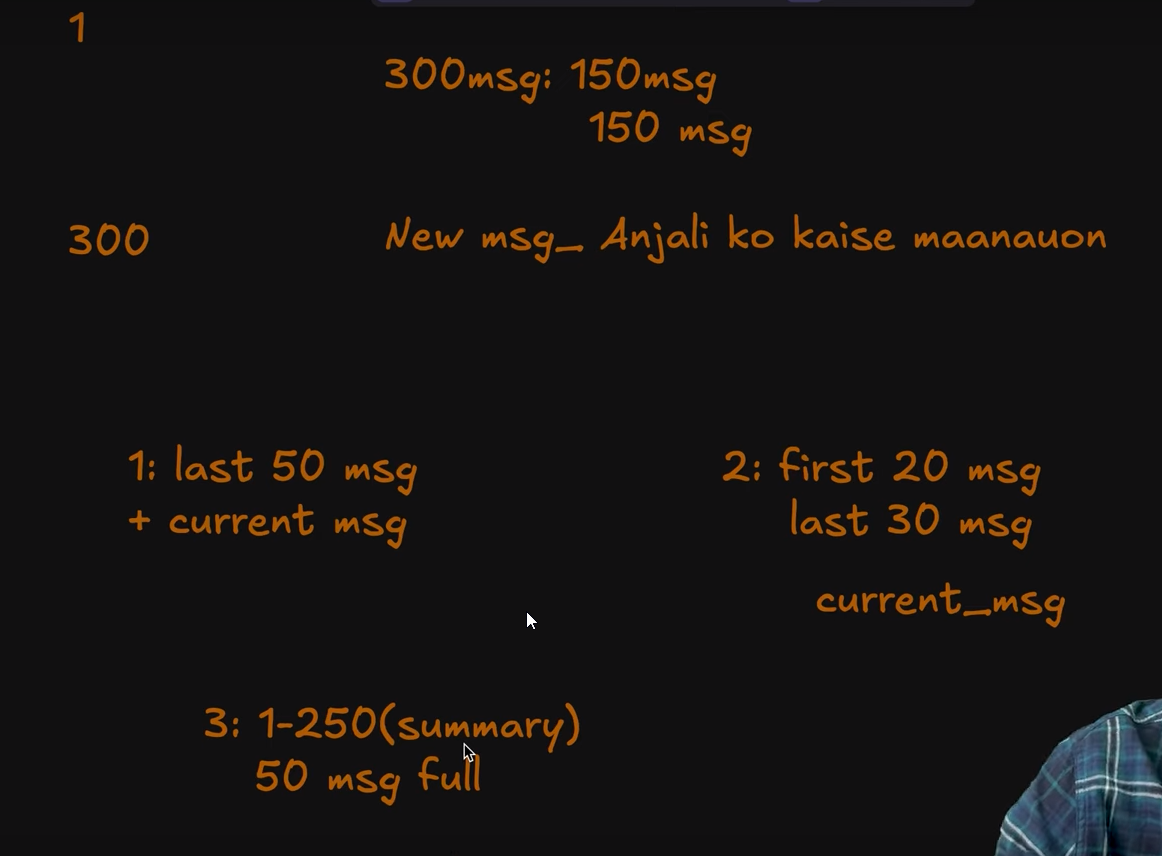 1
300msg: 150msg
150 msg
300
New msg_ Anjali ko kaise maanauon
1: last 50 msg
+ current msg
2: first 20 msg
last 30 msg
current_msg
3: 1-250(summary)
50 msg full